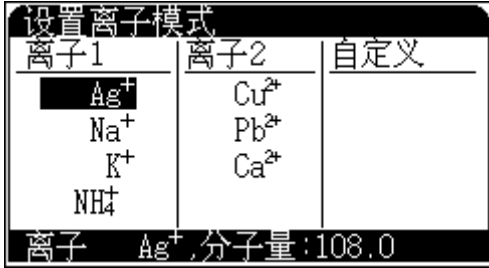 设置离子模式
离子1 离子2 自定义
Ag⁺ Cu²⁺
Na⁺ Pb²⁺
K⁺ Ca²⁺
NH₄⁺
离子 Ag⁺,分子量:108.0